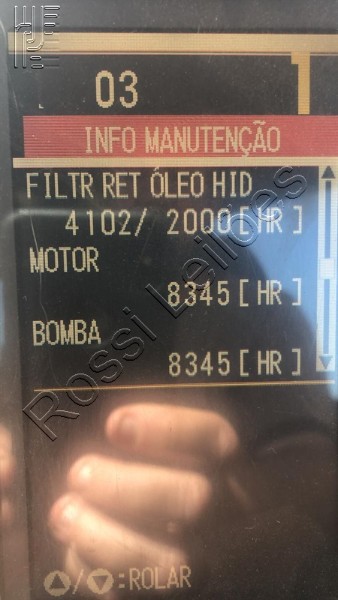 03
INFO MANUTENÇÃO
FILTR RET ÓLEO HID
4102/ 2000[HR]
MOTOR
8345[HR]
BOMBA
8345[HR]
:ROLAR
Rossi Leilões